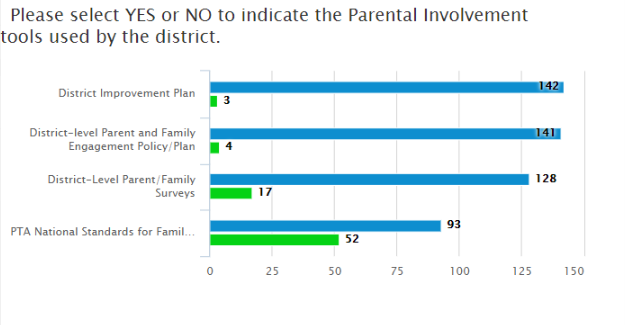 Please select YES or NO to indicate the Parental Involvement
tools used by the district.
District Improvement Plan
142
3
District-level Parent and Family
Engagement Policy/Plan
141
4
District-Level Parent/Family
Surveys
128
17
PTA National Standards for Famil...
93
52
0 25 50 75 100 125 150